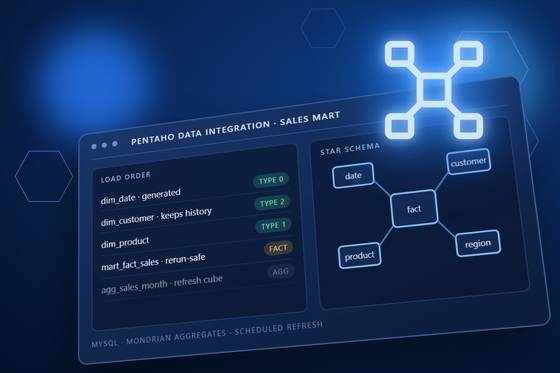 PENTAHO DATA INTEGRATION · SALES MART
LOAD ORDER
dim_date · generated TYPE 0
dim_customer · keeps history TYPE 2
dim_product TYPE 1
mart_fact_sales · rerun-safe FACT
agg_sales_month · refresh cube AGG
STAR SCHEMA
date
customer
fact
product
region
MYSQL · MONDRIAN AGGREGATES · SCHEDULED REFRESH